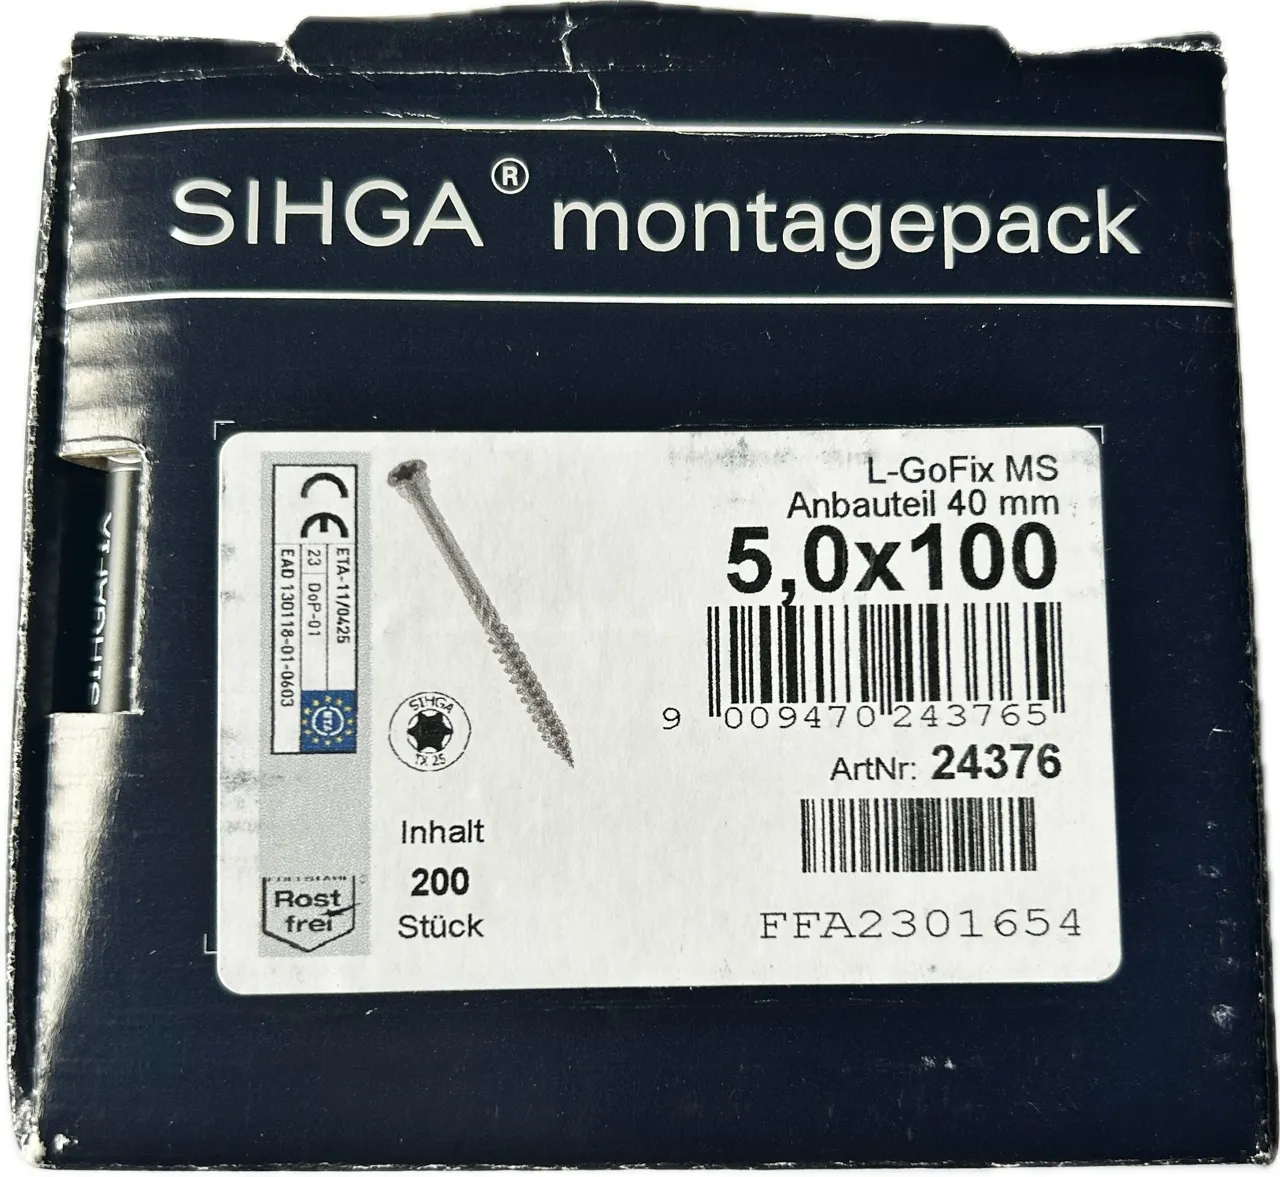 SIHGA® montagepack
L-GoFix MS
Anbauteil 40 mm
5,0x100
9 009470 243765
ArtNr: 24376
FFA2301654
CE
ETA-11/0425
23 DoP-01
EAD 130118-01-0603
SIHGA
TX 25
Inhalt
200
Stück
EDELSTAHL
Rost
frei